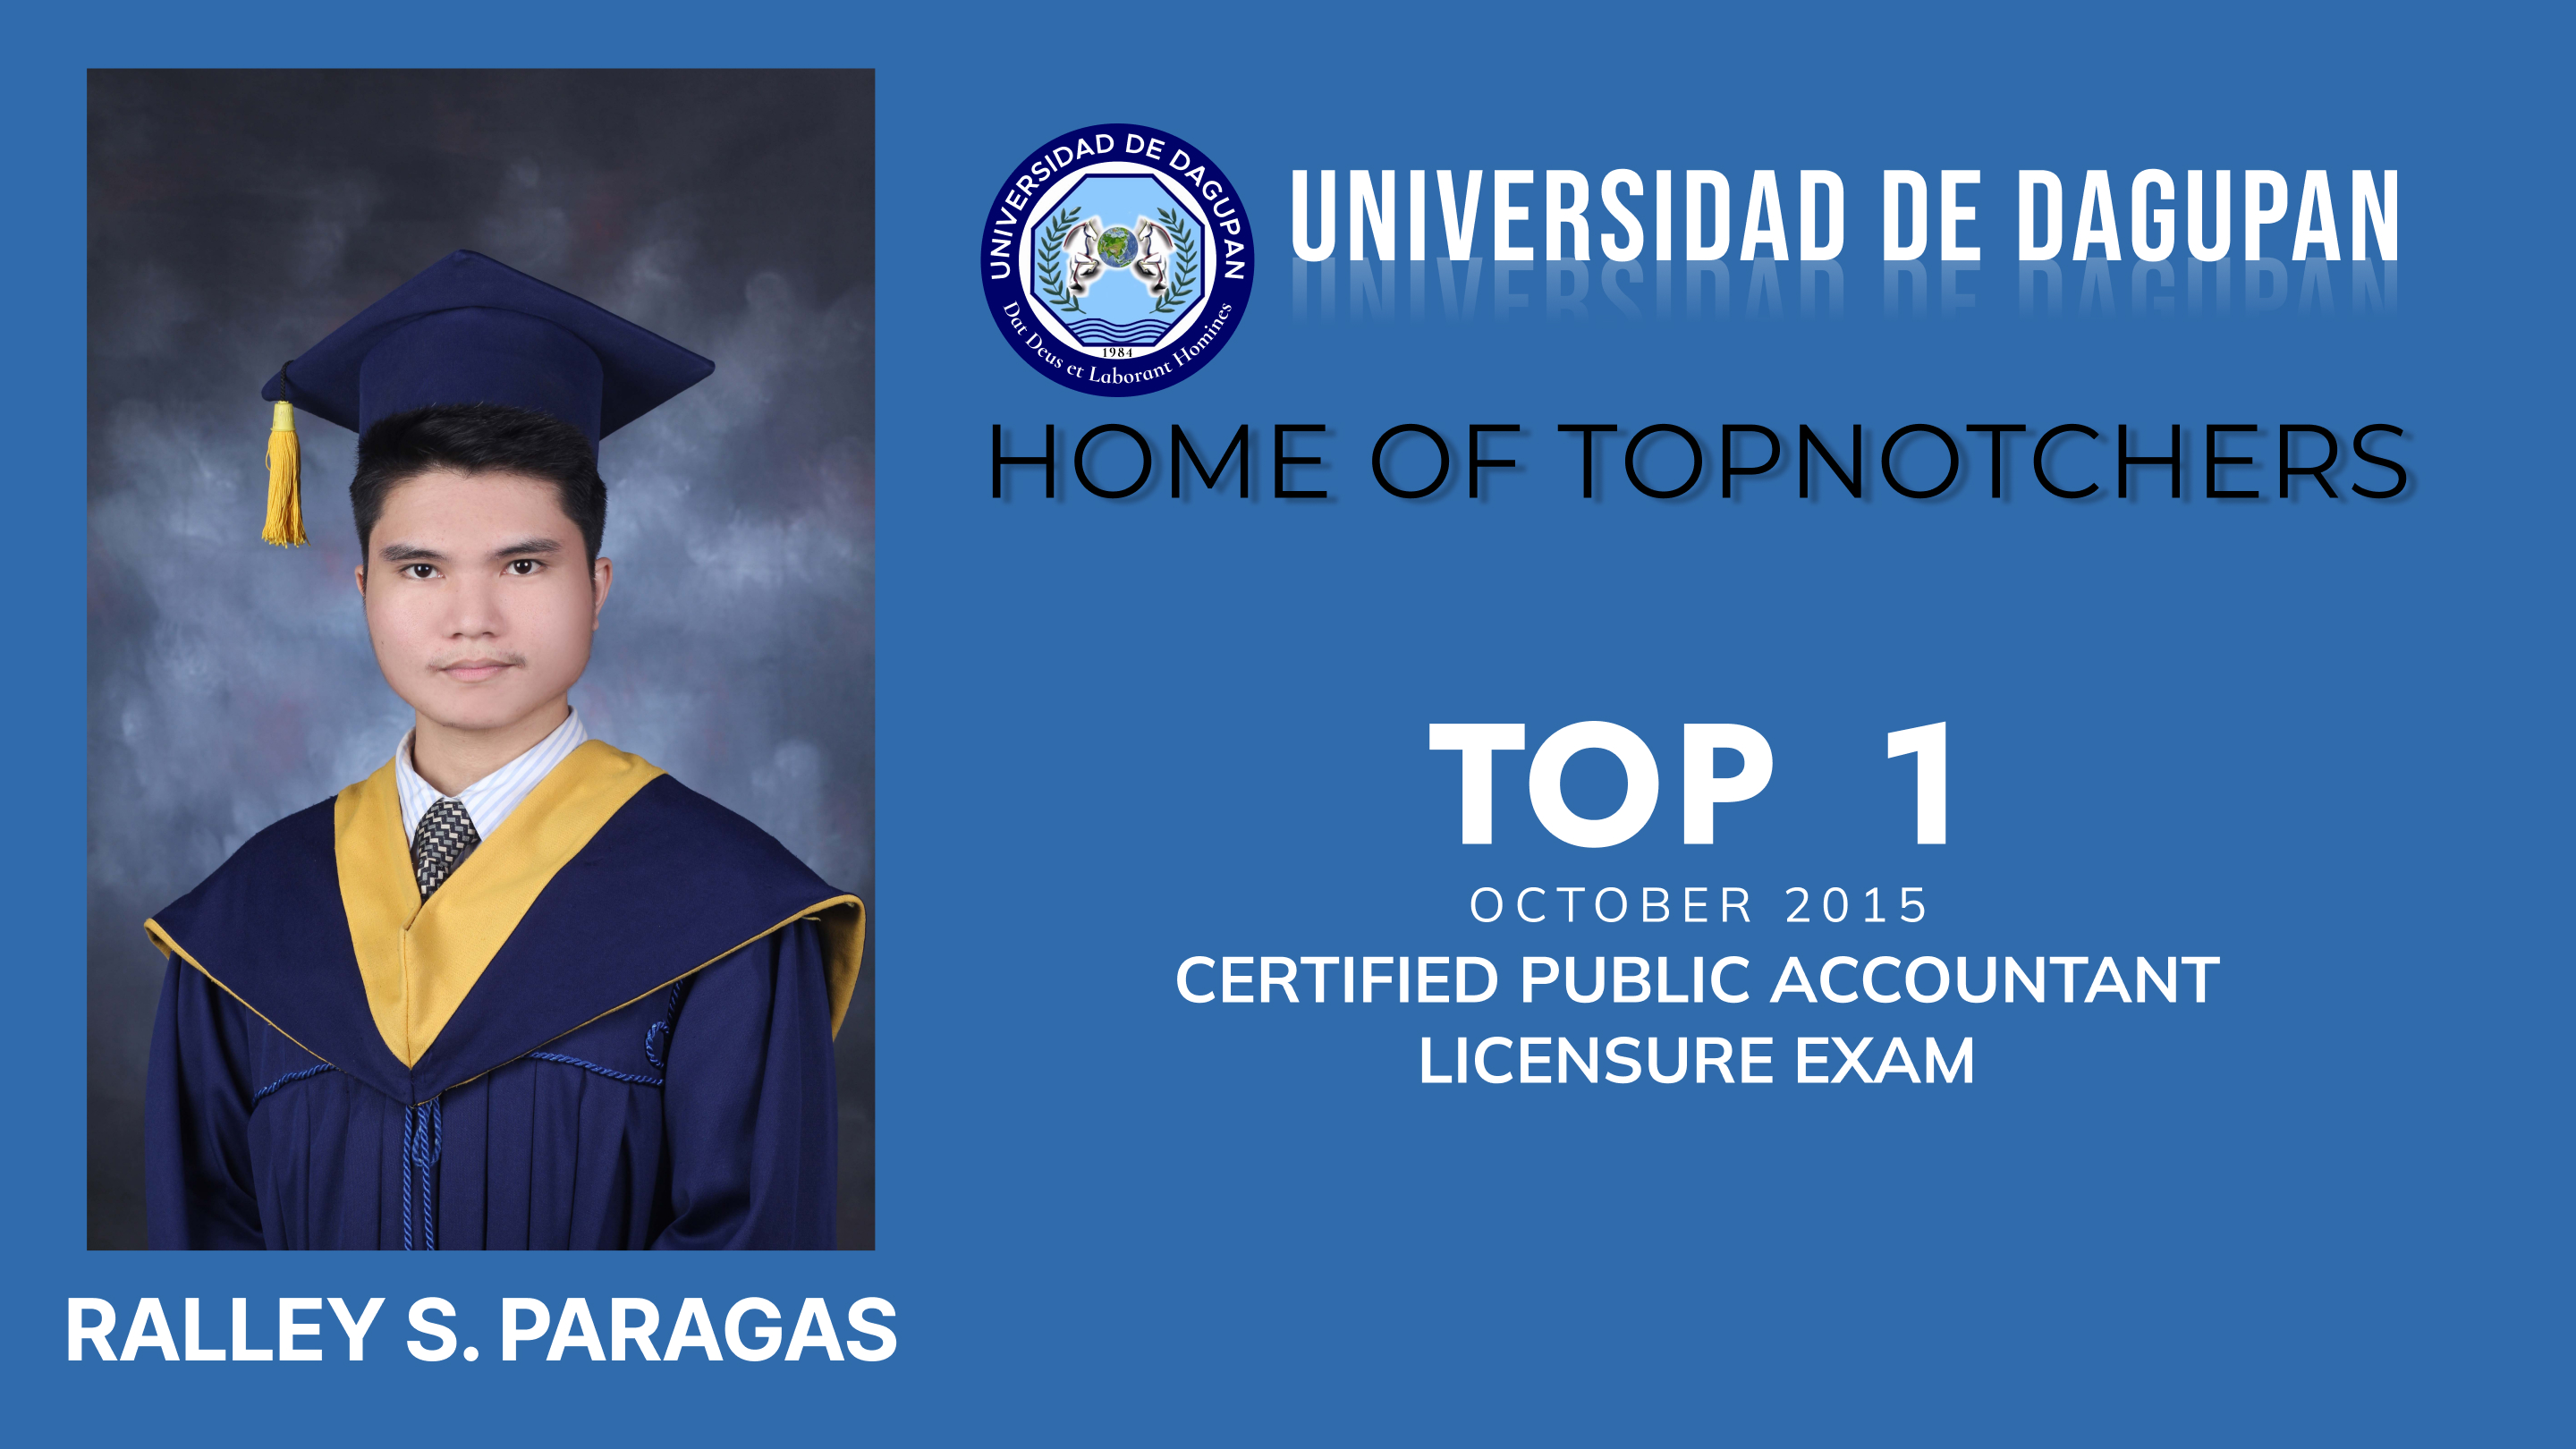 UNIVERSIDAD DE DAGUPAN
1984
Dat Deus et Laborant Homines
UNIVERSIDAD DE DAGUPAN
HOME OF TOPNOTCHERS
TOP 1
OCTOBER 2015
CERTIFIED PUBLIC ACCOUNTANT
LICENSURE EXAM
RALLEY S. PARAGAS